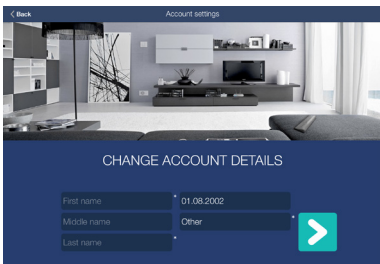 Back Account settings
CHANGE ACCOUNT DETAILS
First name * 01.08.2002
Middle name Other *
Last name *